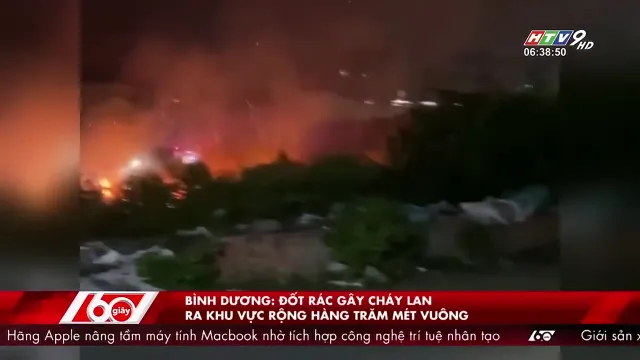 HTV9 HD
06:38:50
60 giây
BÌNH DƯƠNG: ĐỐT RÁC GÂY CHÁY LAN
RA KHU VỰC RỘNG HÀNG TRĂM MÉT VUÔNG
Hãng Apple nâng tầm máy tính Macbook nhờ tích hợp công nghệ trí tuệ nhân tạo 60 Giới sản x